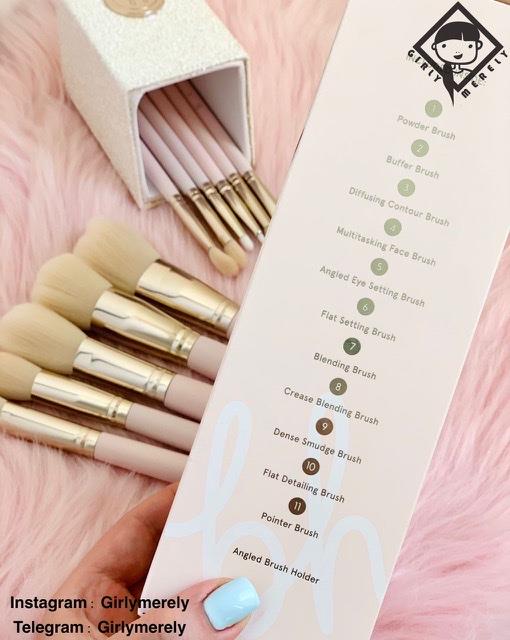 GIRLY MERELY
1
Powder Brush
2
Buffer Brush
3
Diffusing Contour Brush
4
Multitasking Face Brush
5
Angled Eye Setting Brush
6
Flat Setting Brush
7
Blending Brush
8
Crease Blending Brush
9
Dense Smudge Brush
10
Flat Detailing Brush
11
Pointer Brush
Angled Brush Holder
bh
Instagram : Girlymerely
Telegram : Girlymerely